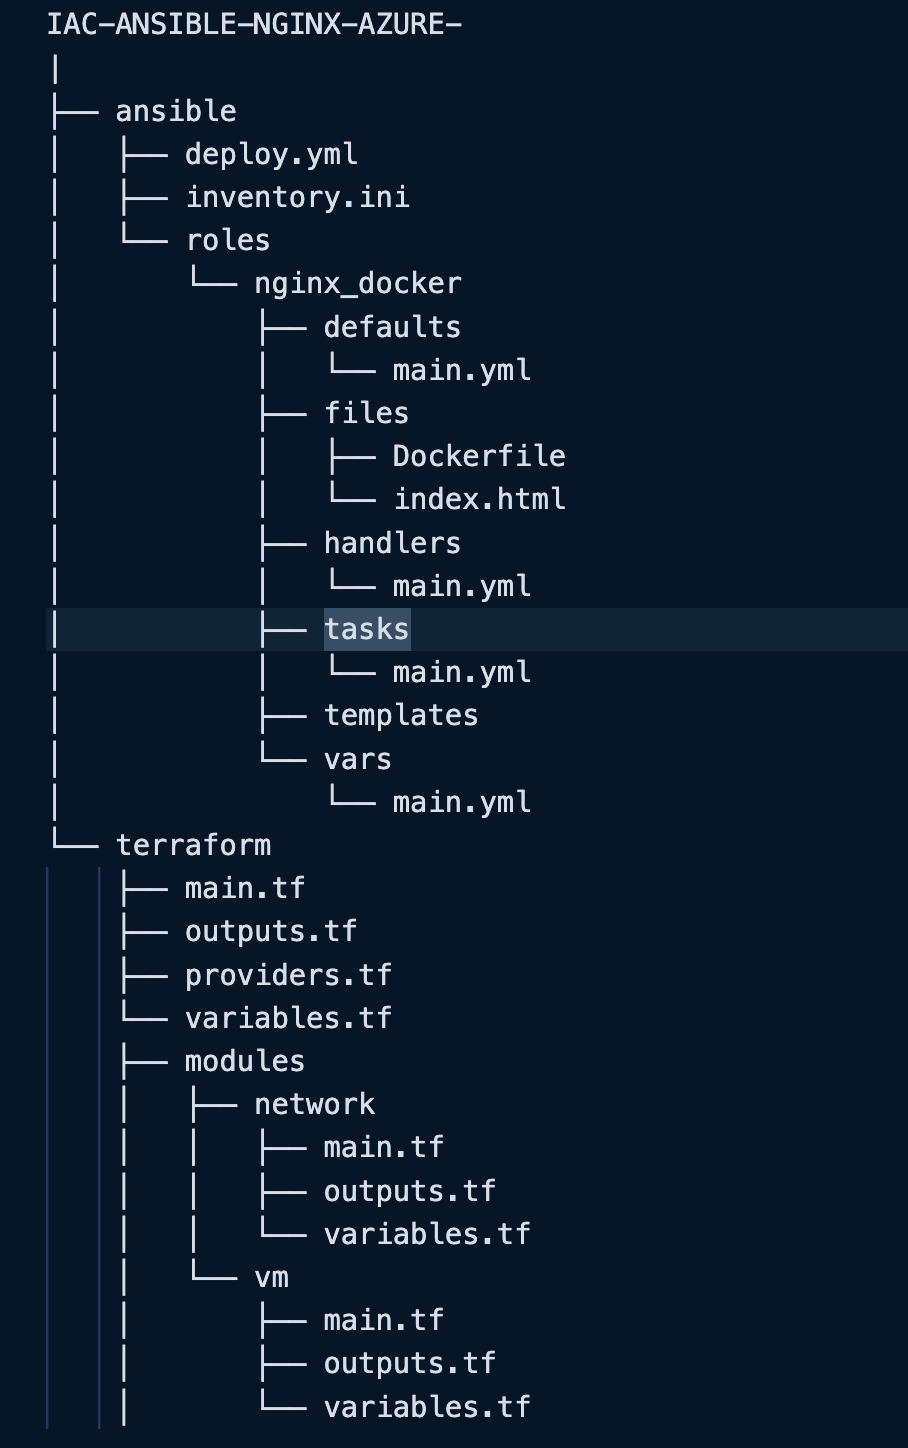 IAC-ANSIBLE-NGINX-AZURE-
|
├── ansible
│   ├── deploy.yml
│   ├── inventory.ini
│   └── roles
│       └── nginx_docker
│           ├── defaults
│           │   └── main.yml
│           ├── files
│           │   ├── Dockerfile
│           │   └── index.html
│           ├── handlers
│           │   └── main.yml
│           ├── tasks
│           │   └── main.yml
│           ├── templates
│           └── vars
│               └── main.yml
└── terraform
    ├── main.tf
    ├── outputs.tf
    ├── providers.tf
    └── variables.tf
    ├── modules
    │   ├── network
    │   │   ├── main.tf
    │   │   ├── outputs.tf
    │   │   └── variables.tf
    │   └── vm
    │       ├── main.tf
    │       ├── outputs.tf
    │       └── variables.tf